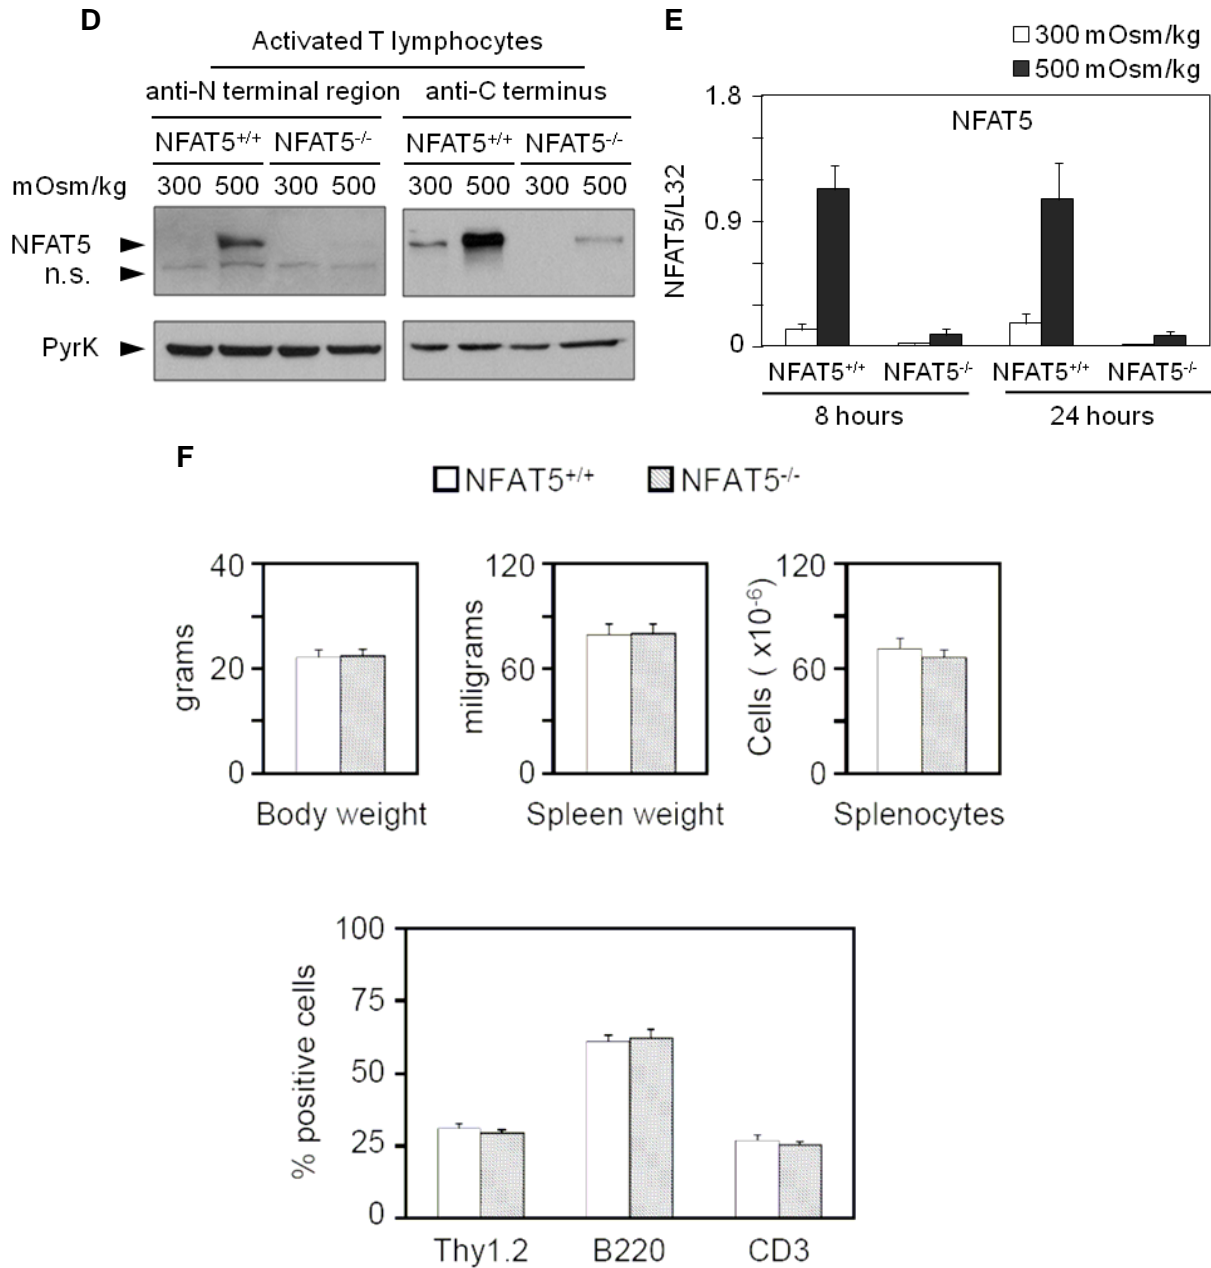 D
Activated T lymphocytes
anti-N terminal region anti-C terminus
NFAT5+/+ NFAT5-/- NFAT5+/+ NFAT5-/-
mOsm/kg 300 500 300 500 300 500 300 500
NFAT5
n.s.
PyrK
E
300 mOsm/kg
500 mOsm/kg
NFAT5
NFAT5/L32
1.8
0.9
0
NFAT5+/+ NFAT5-/- NFAT5+/+ NFAT5-/-
8 hours 24 hours
F
NFAT5+/+ NFAT5-/-
grams
40
20
0
Body weight
miligrams
120
60
0
Spleen weight
Cells ( x10-6)
120
60
0
Splenocytes
% positive cells
100
75
50
25
0
Thy1.2 B220 CD3